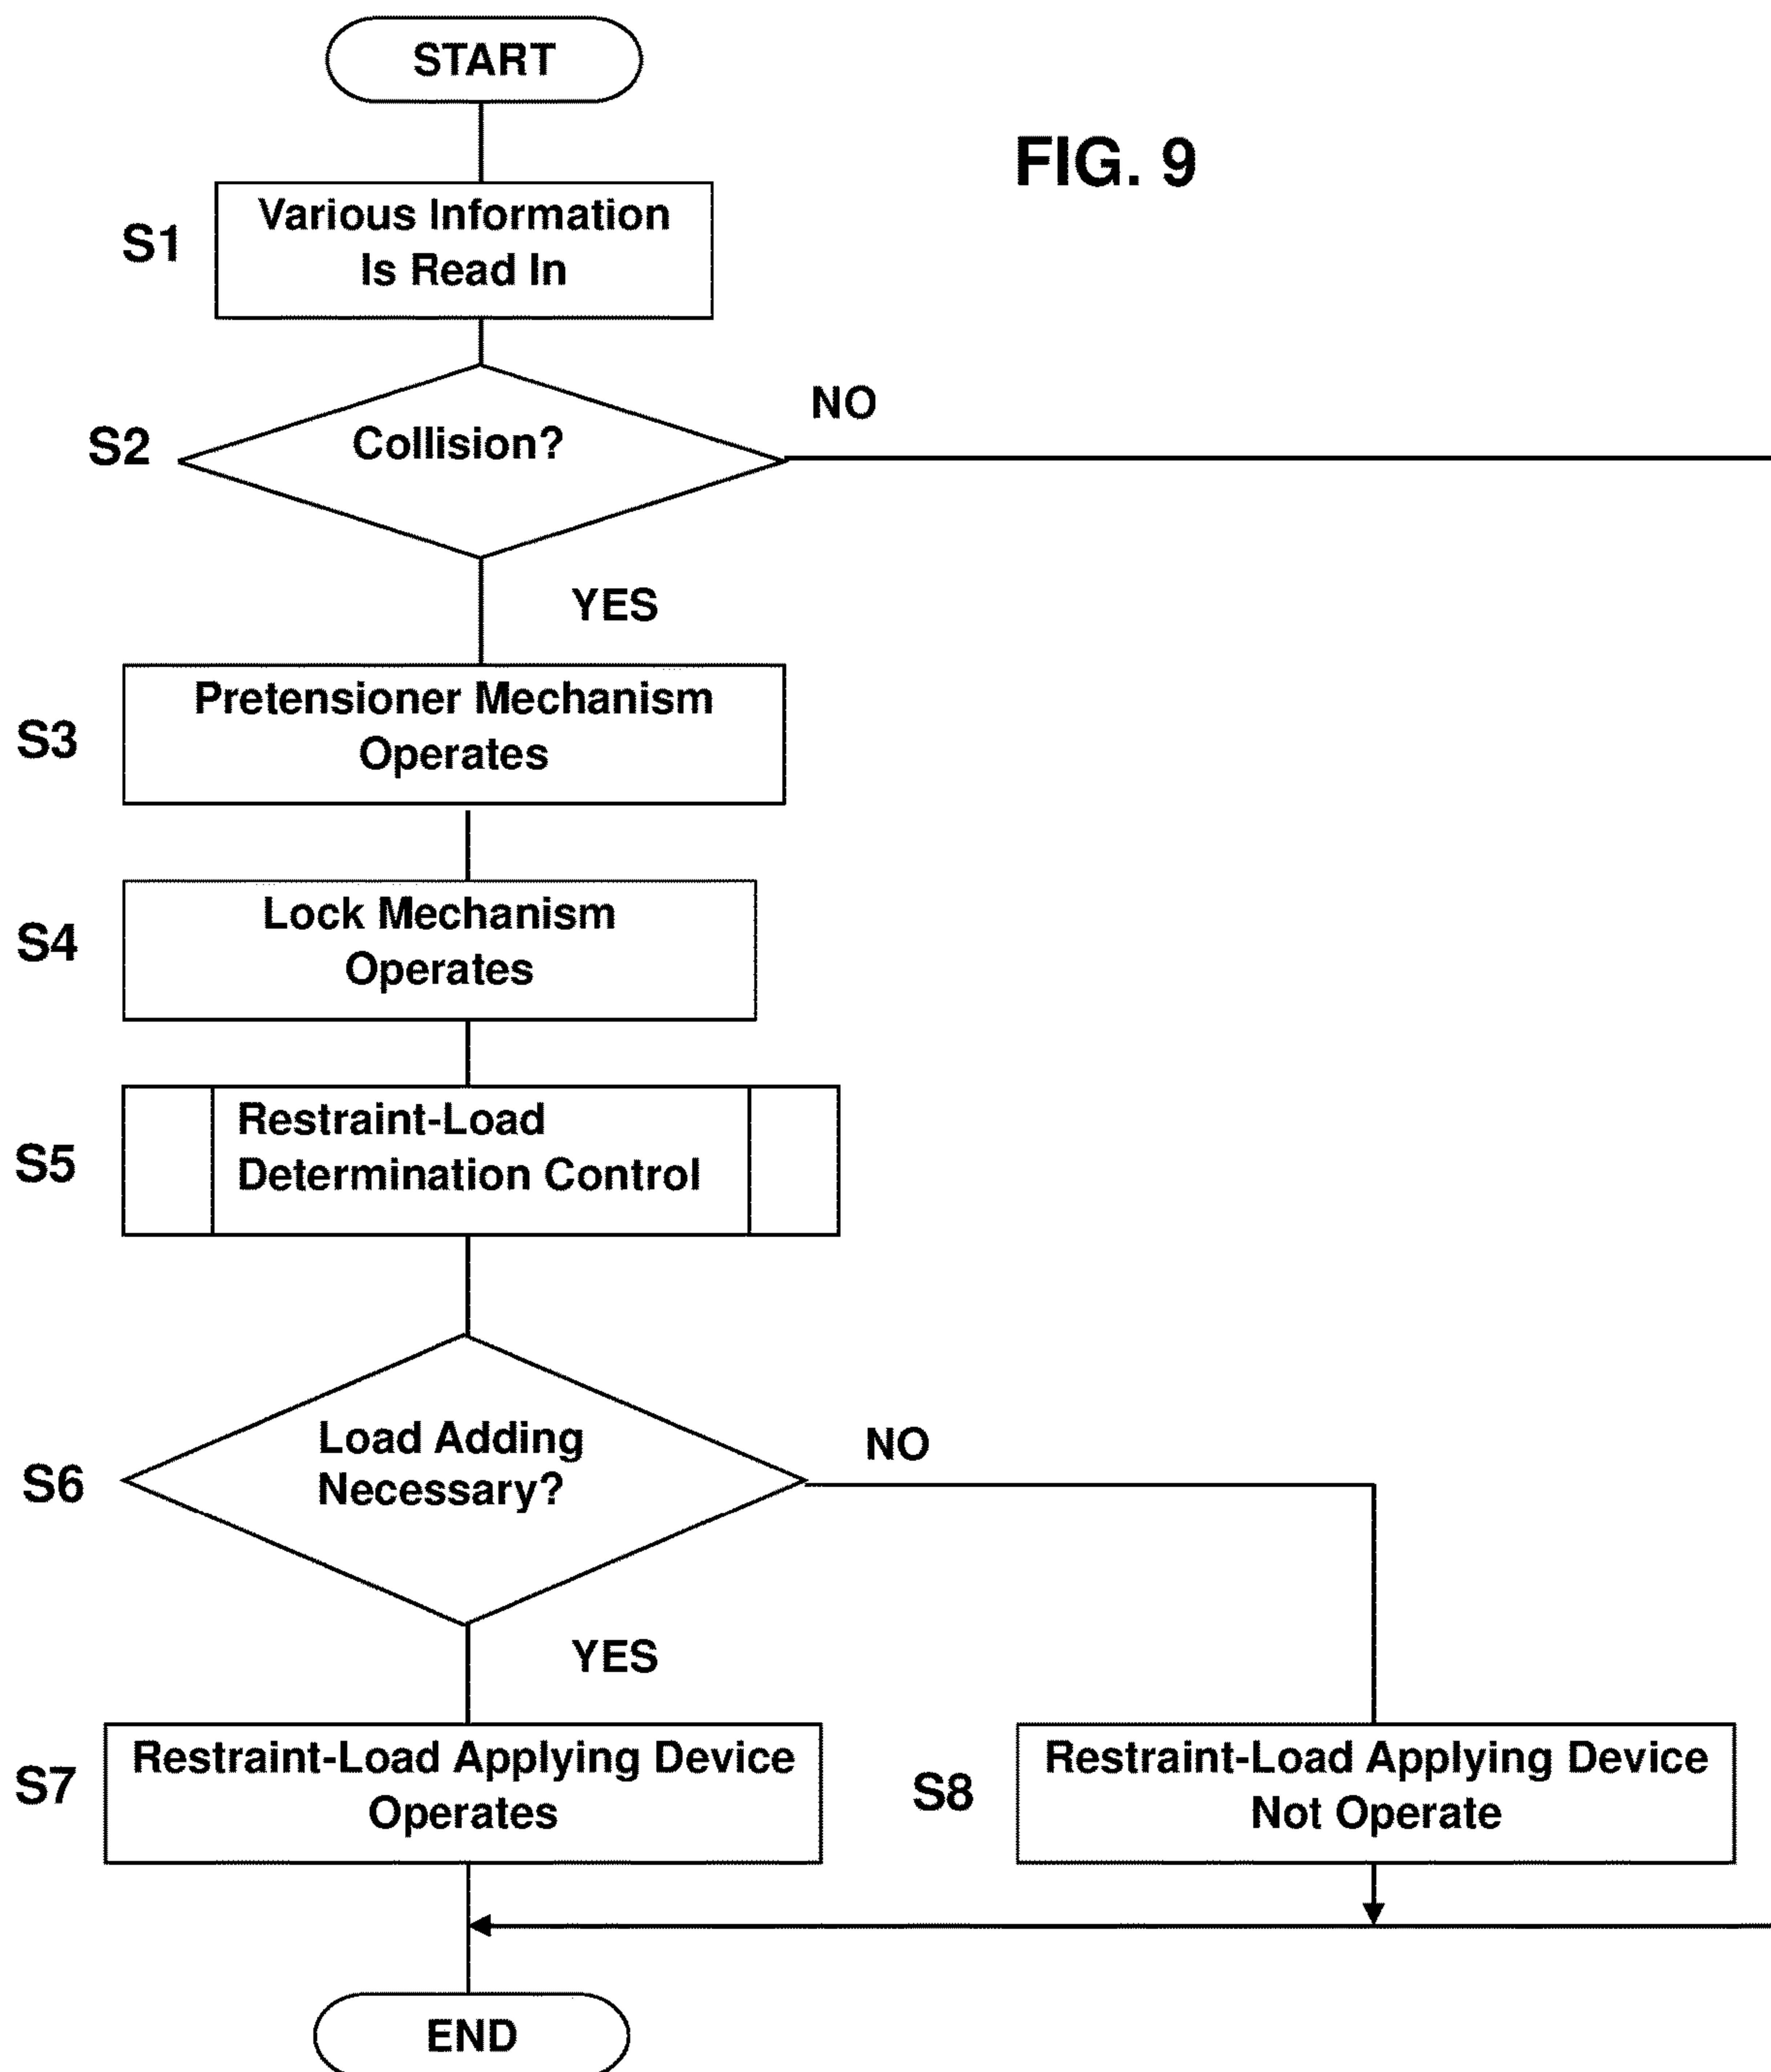 START
FIG. 9
S1
Various Information
Is Read In
S2
Collision?
NO
YES
S3
Pretensioner Mechanism
Operates
S4
Lock Mechanism
Operates
S5
Restraint-Load
Determination Control
S6
Load Adding
Necessary?
NO
YES
S7
Restraint-Load Applying Device
Operates
S8
Restraint-Load Applying Device
Not Operate
END